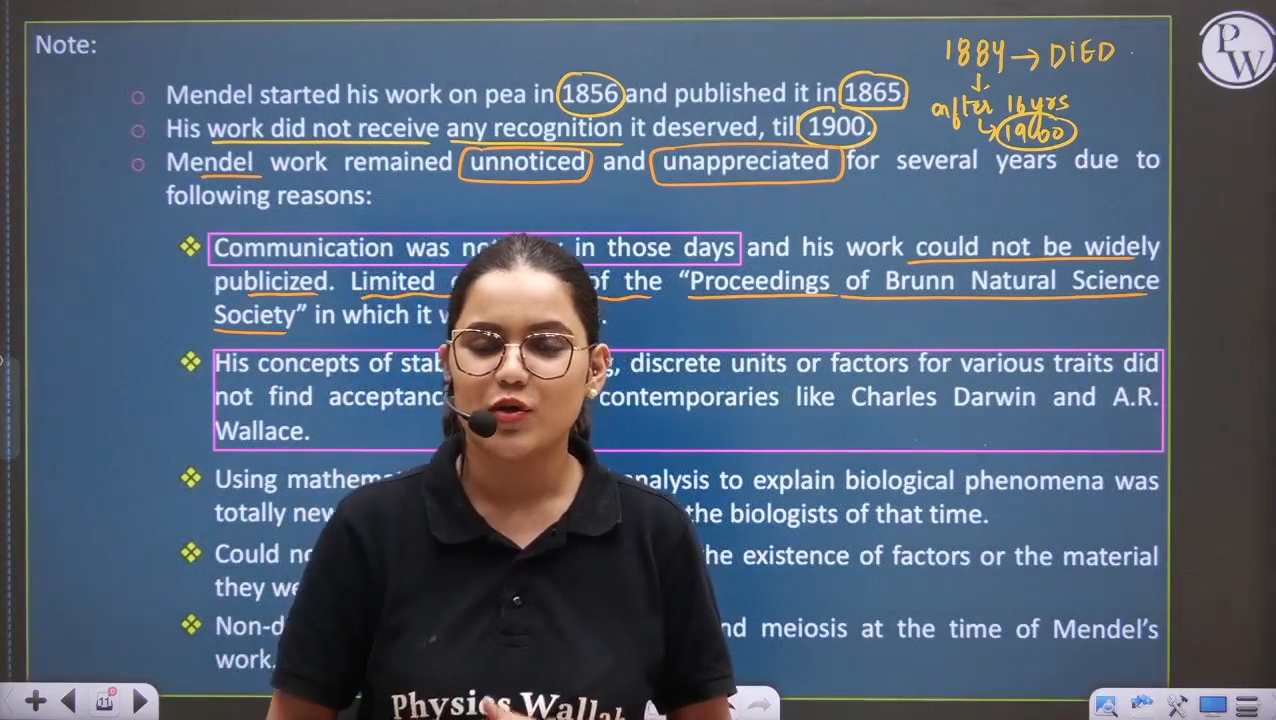 Note:
1884 → DIED
after 16yrs
1900
PW
Mendel started his work on pea in 1856 and published it in 1865
His work did not receive any recognition it deserved, till 1900.
Mendel work remained unnoticed and unappreciated for several years due to
following reasons:
Communication was not in those days and his work could not be widely
publicized. Limited of the “Proceedings of Brunn Natural Science
Society” in which it
His concepts of discrete units or factors for various traits did
not find contemporaries like Charles Darwin and A.R.
Wallace.
Using analysis to explain biological phenomena was
totally the biologists of that time.
Could existence of factors or the material
they
meiosis at the time of Mendel’s
work.
Physics Wallah
11